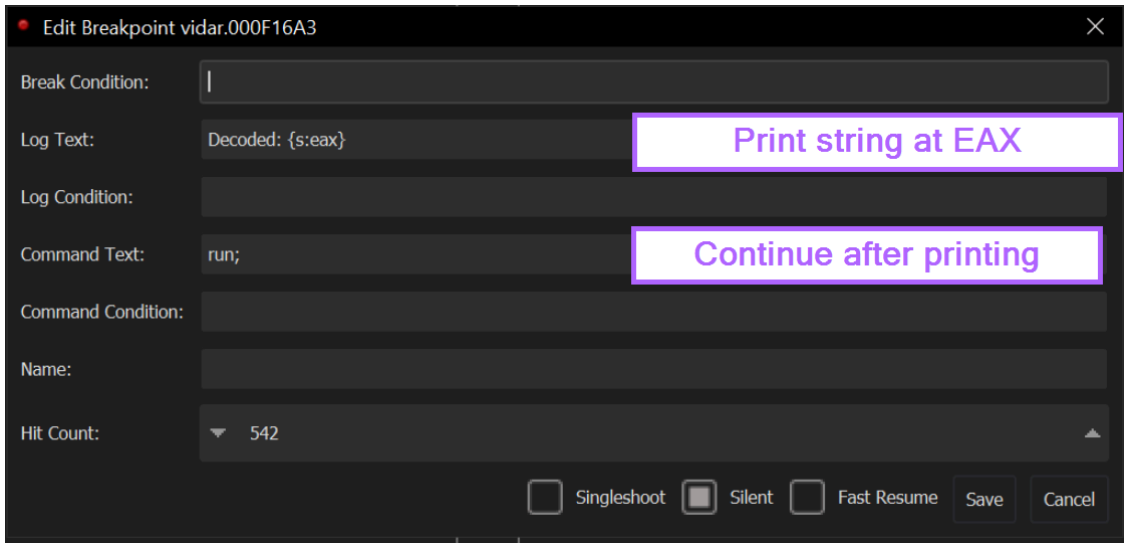 Edit Breakpoint vidar.000F16A3
Break Condition:
Log Text: Decoded: {s:eax} Print string at EAX
Log Condition:
Command Text: run; Continue after printing
Command Condition:
Name:
Hit Count: 542
Singleshoot Silent Fast Resume Save Cancel